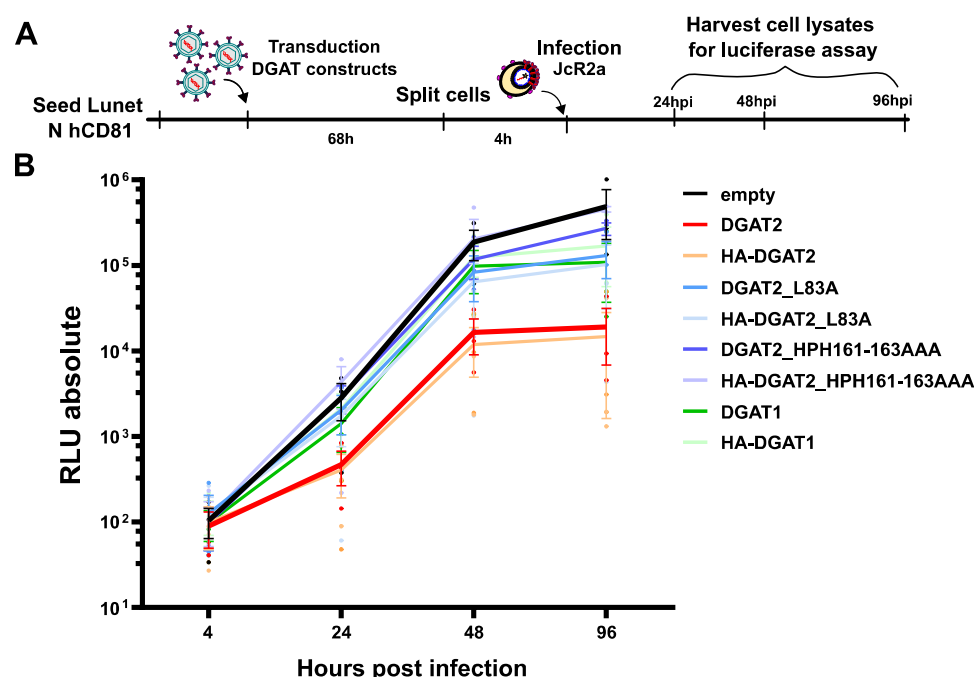 A
Transduction
DGAT constructs
Split cells
Infection
JcR2a
Harvest cell lysates
for luciferase assay
Seed Lunet
N hCD81
68h
4h
24hpi
48hpi
96hpi
B
RLU absolute
10^6
10^5
10^4
10^3
10^2
10^1
4
24
48
96
Hours post infection
empty
DGAT2
HA-DGAT2
DGAT2_L83A
HA-DGAT2_L83A
DGAT2_HPH161-163AAA
HA-DGAT2_HPH161-163AAA
DGAT1
HA-DGAT1